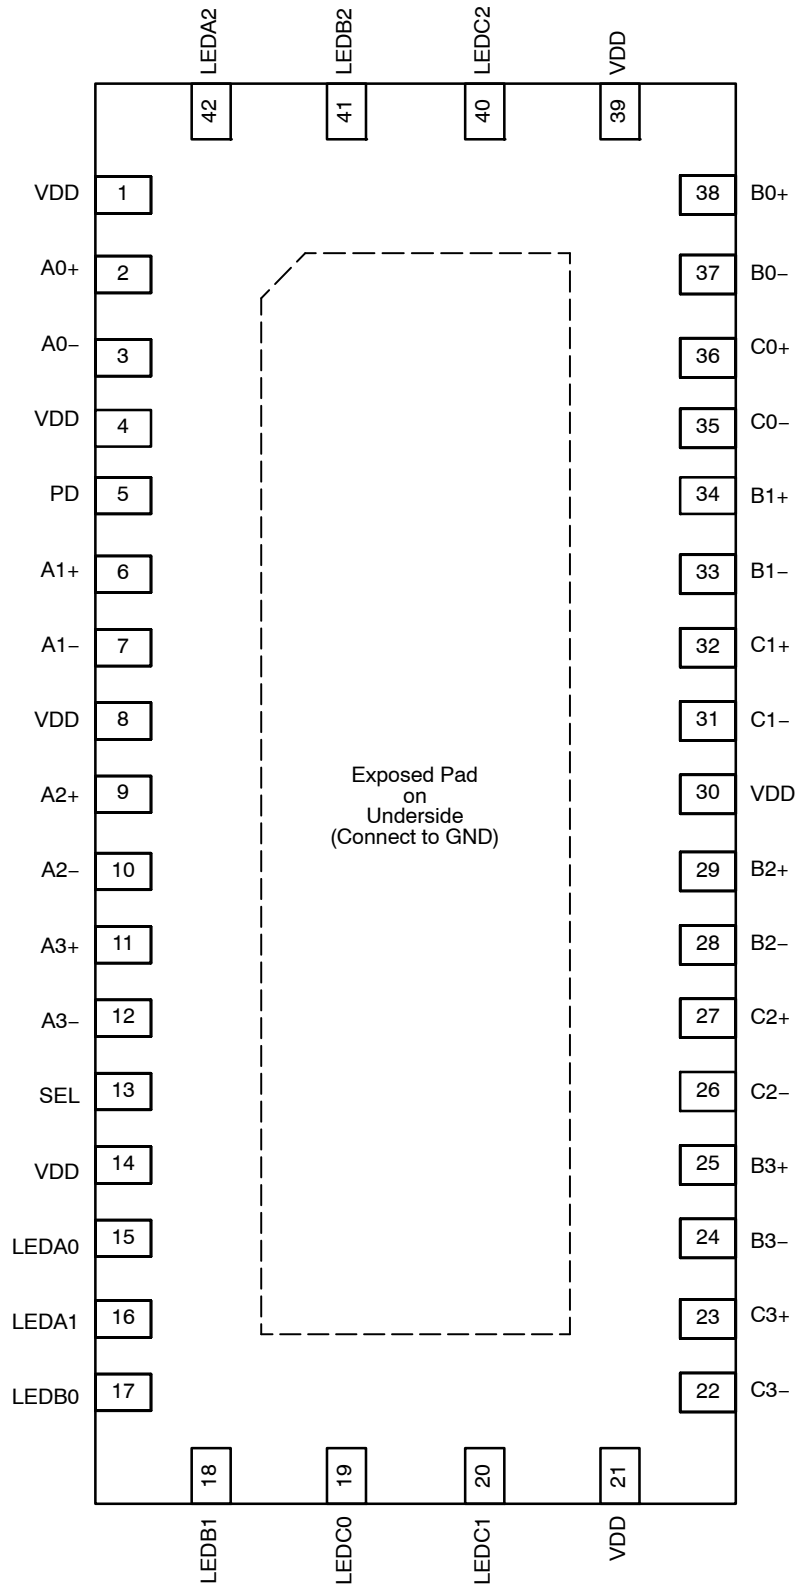 LEDA2
LEDB2
LEDC2
VDD
42
41
40
39
VDD 1
38 B0+
A0+ 2
37 B0−
A0− 3
36 C0+
VDD 4
35 C0−
PD 5
34 B1+
A1+ 6
33 B1−
A1− 7
32 C1+
VDD 8
31 C1−
A2+ 9
30 VDD
Exposed Pad
on
Underside
(Connect to GND)
A2− 10
29 B2+
A3+ 11
28 B2−
A3− 12
27 C2+
SEL 13
26 C2−
VDD 14
25 B3+
LEDA0 15
24 B3−
LEDA1 16
23 C3+
LEDB0 17
22 C3−
18
19
20
21
LEDB1
LEDC0
LEDC1
VDD